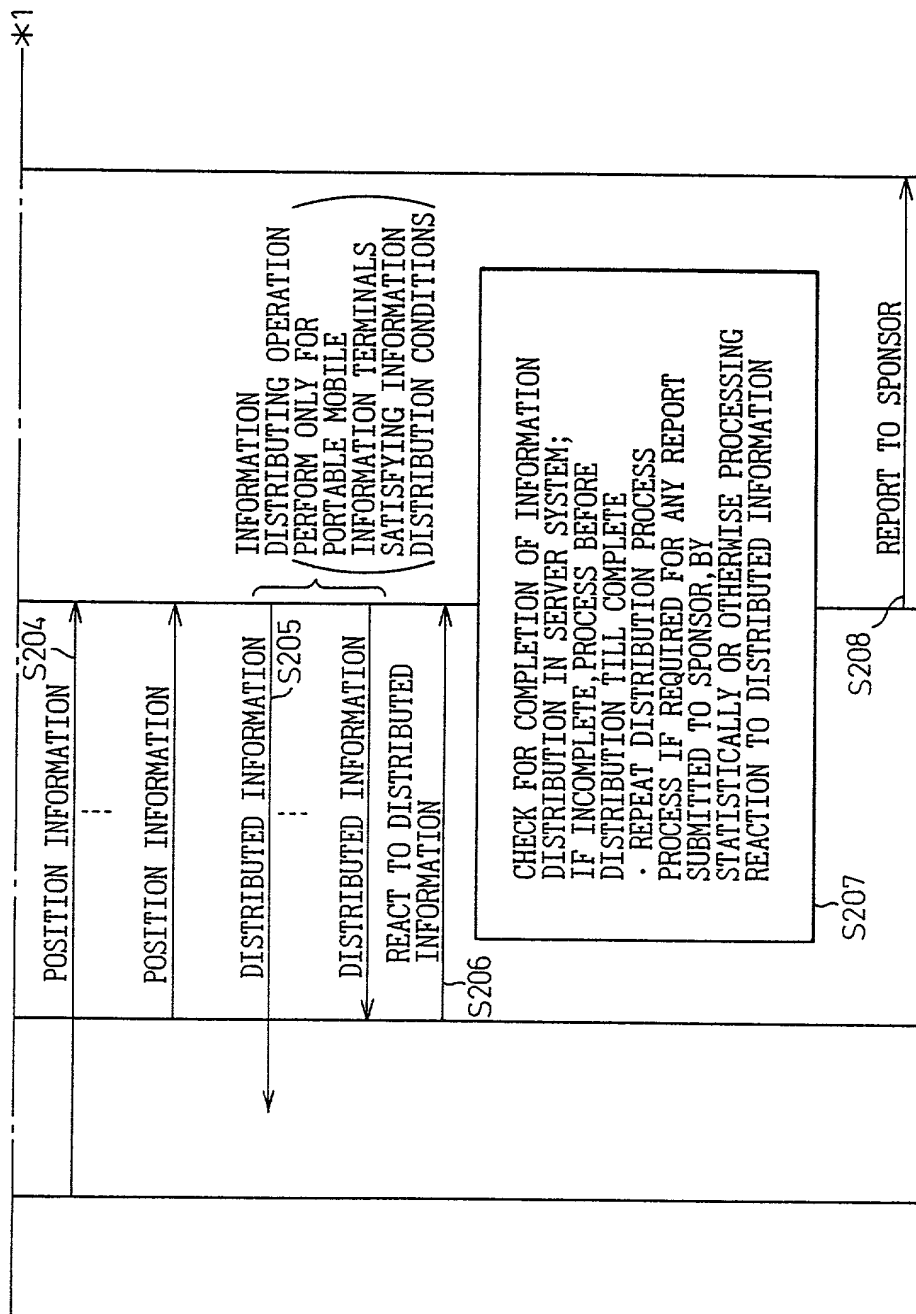 *1
POSITION INFORMATION
S204
POSITION INFORMATION
DISTRIBUTED INFORMATION
S205
DISTRIBUTED INFORMATION
INFORMATION
DISTRIBUTING OPERATION
PERFORM ONLY FOR
PORTABLE MOBILE
INFORMATION TERMINALS
SATISFYING INFORMATION
DISTRIBUTION CONDITIONS
REACT TO DISTRIBUTED
INFORMATION
S206
CHECK FOR COMPLETION OF INFORMATION
DISTRIBUTION IN SERVER SYSTEM;
IF INCOMPLETE,PROCESS BEFORE
DISTRIBUTION TILL COMPLETE
· REPEAT DISTRIBUTION PROCESS
PROCESS IF REQUIRED FOR ANY REPORT
SUBMITTED TO SPONSOR,BY
STATISTICALLY OR OTHERWISE PROCESSING
REACTION TO DISTRIBUTED INFORMATION
S207
S208
REPORT TO SPONSOR